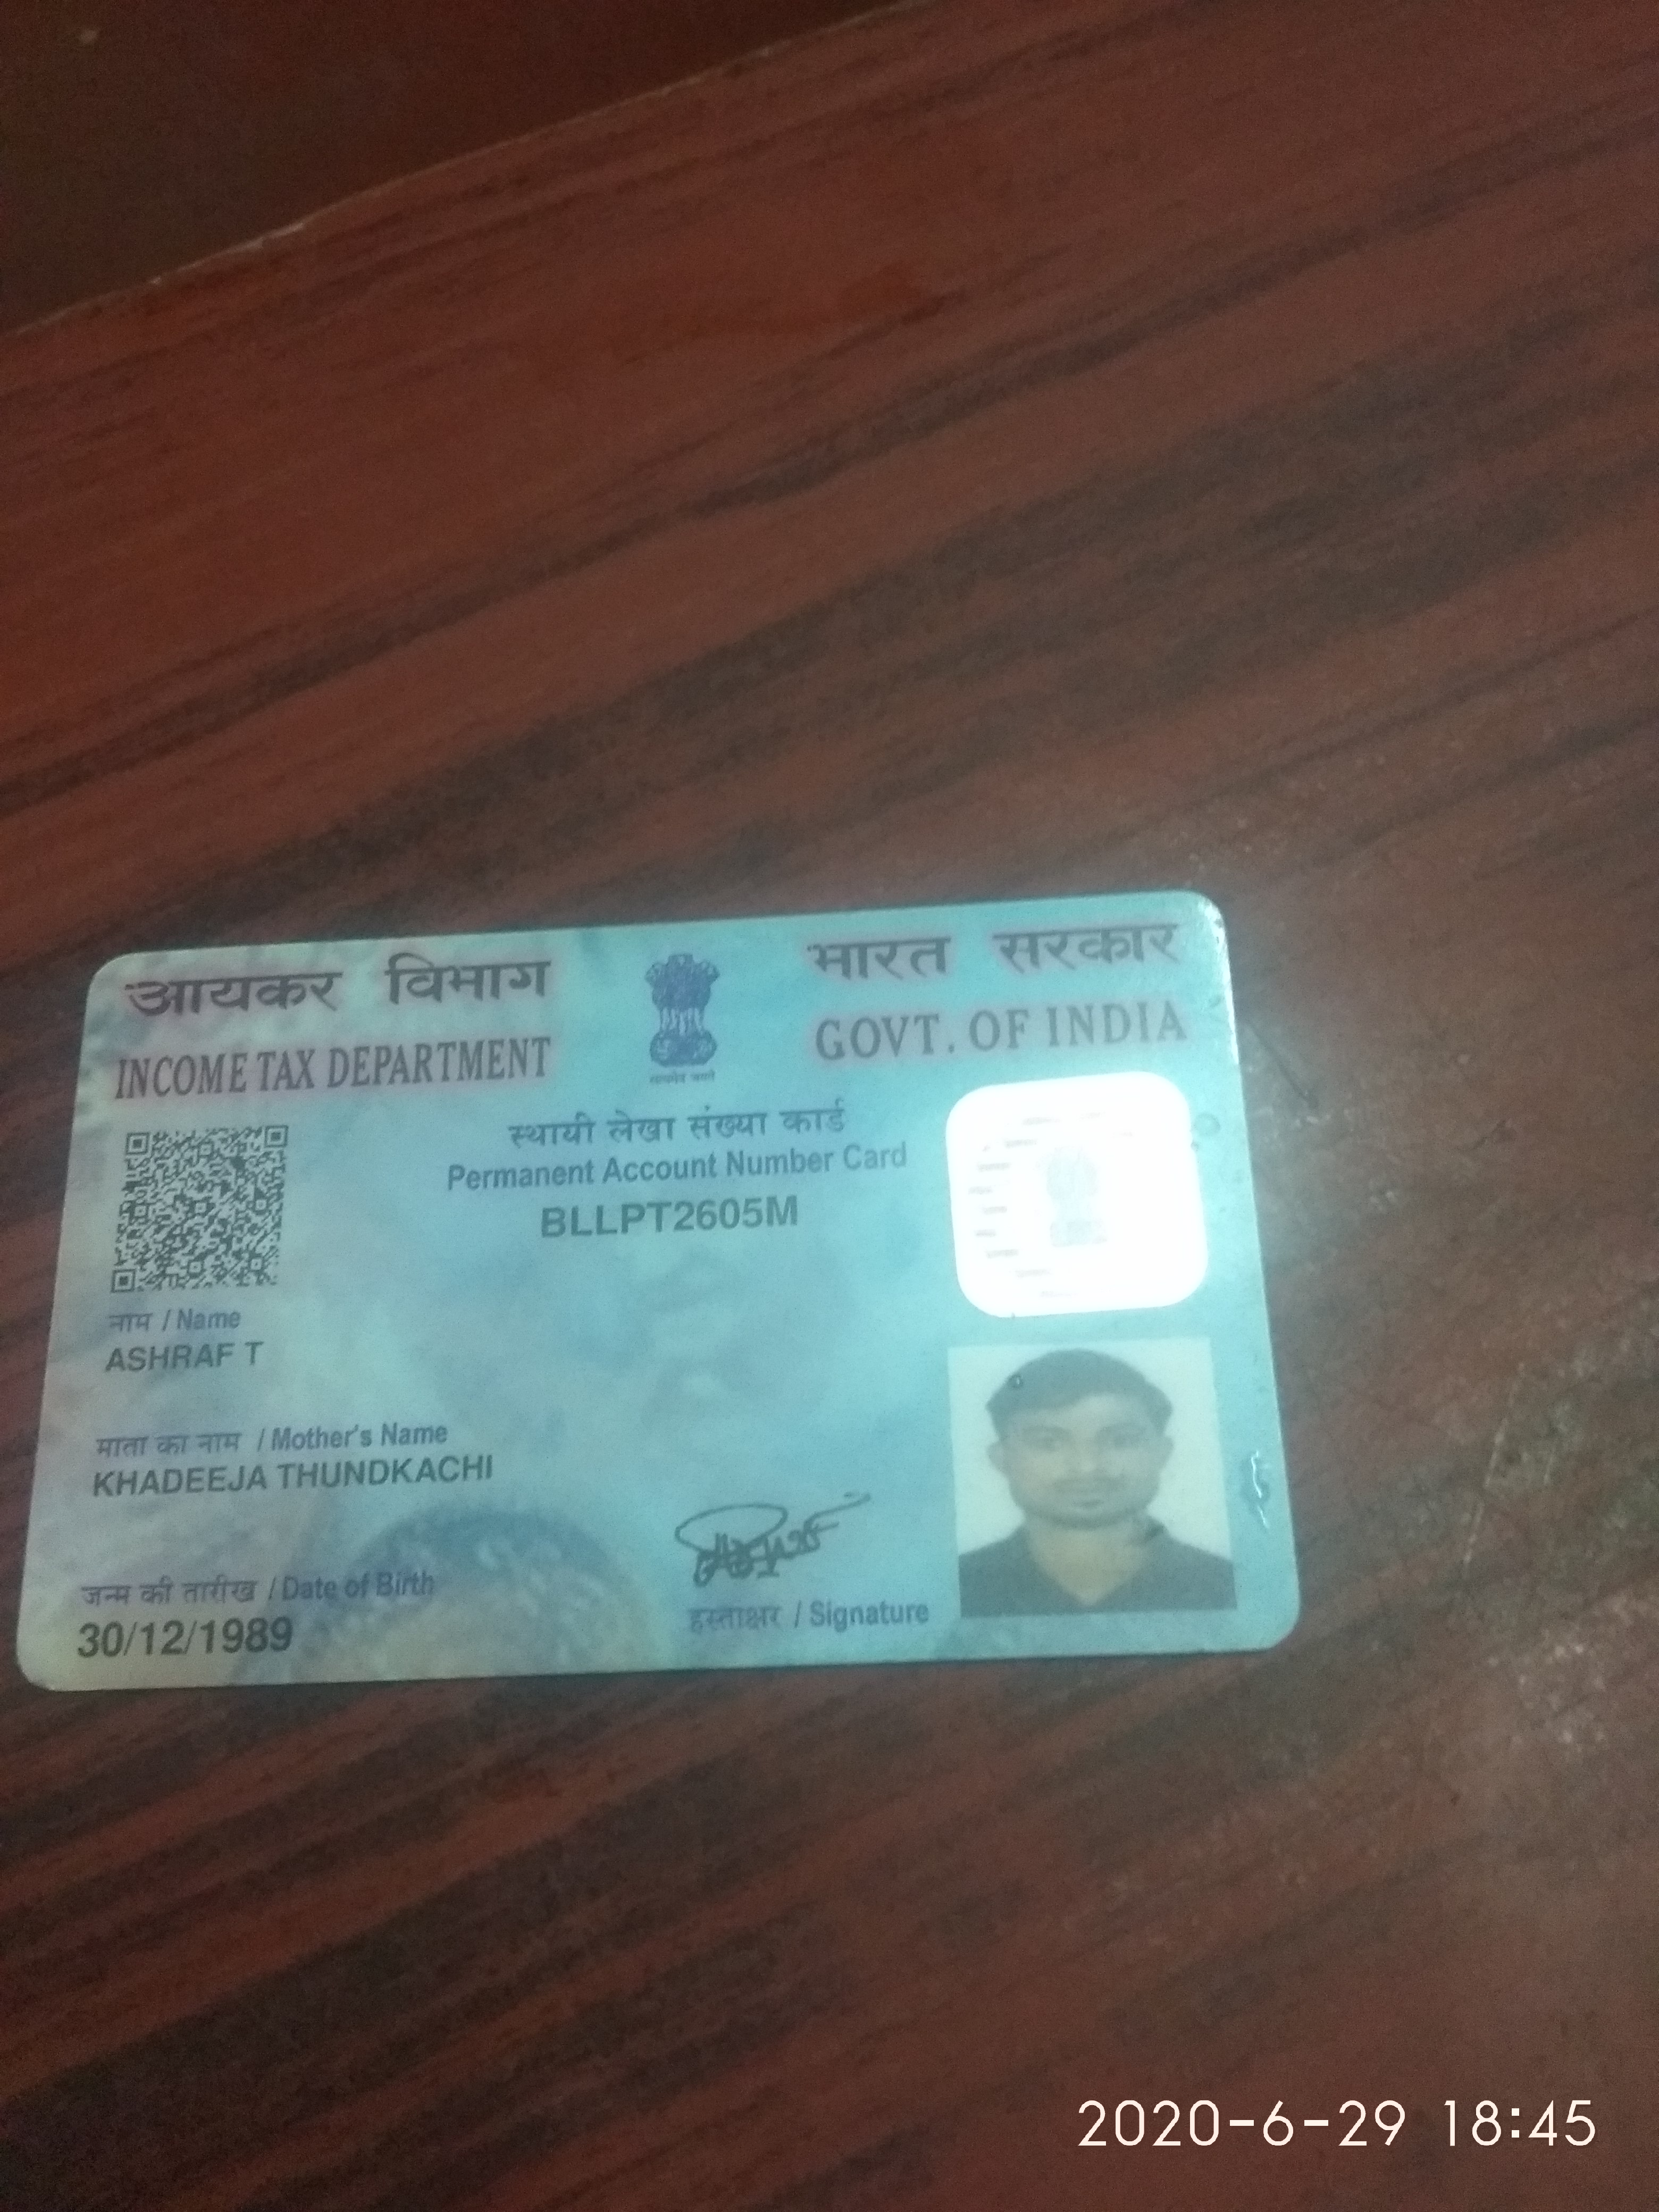 आयकर विभाग
INCOME TAX DEPARTMENT
भारत सरकार
GOVT. OF INDIA
सत्यमेव जयते
स्थायी लेखा संख्या कार्ड
Permanent Account Number Card
BLLPT2605M
नाम / Name
ASHRAF T
माता का नाम / Mother's Name
KHADEEJA THUNDKACHI
जन्म की तारीख / Date of Birth
30/12/1989
हस्ताक्षर / Signature
2020-6-29 18:45